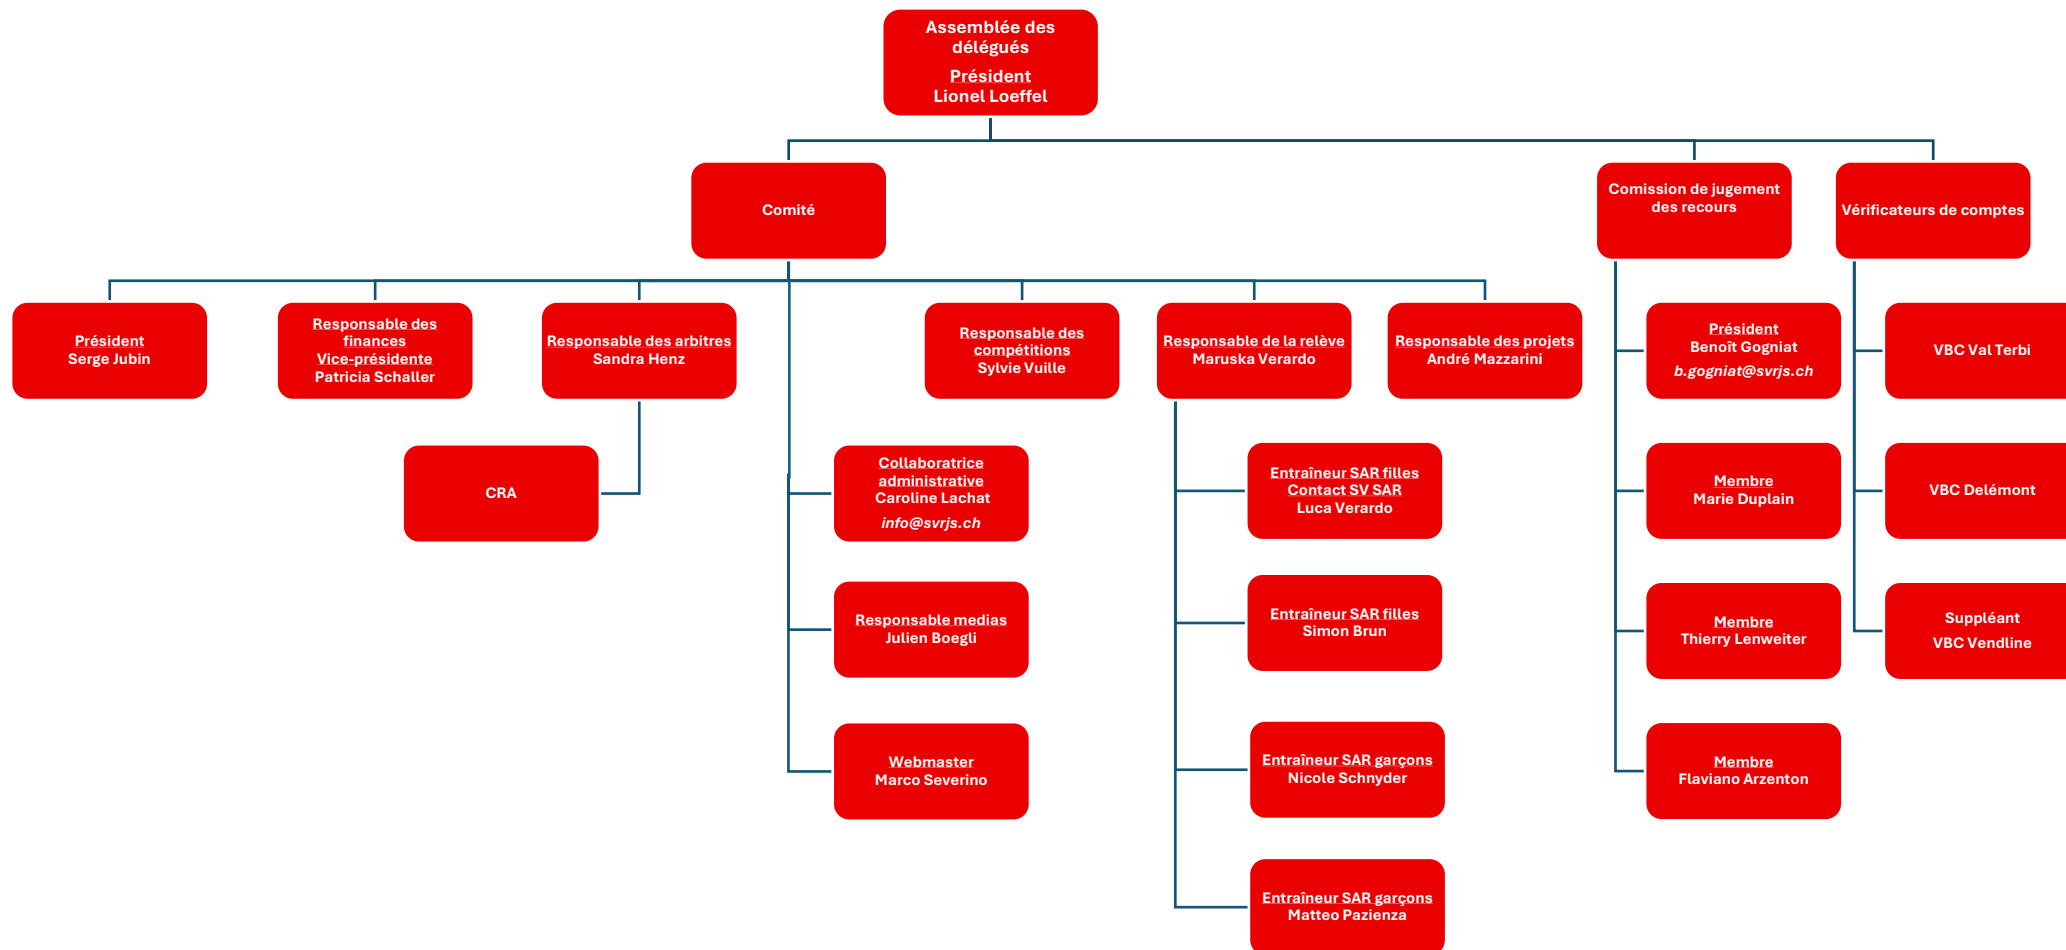 Assemblée des
délégués
Président
Lionel Loeffel
Comité
Comission de jugement
des recours
Vérificateurs de comptes
Président
Serge Jubin
Responsable des
finances
Vice-présidente
Patricia Schaller
Responsable des arbitres
Sandra Henz
Responsable des
compétitions
Sylvie Vuille
Responsable de la relève
Maruska Verardo
Responsable des projets
André Mazzarini
Président
Benoît Gogniat
b.gogniat@svrjs.ch
VBC Val Terbi
CRA
Collaboratrice
administrative
Caroline Lachat
info@svrjs.ch
Entraîneur SAR filles
Contact SV SAR
Luca Verardo
Membre
Marie Duplain
VBC Delémont
Responsable medias
Julien Boegli
Entraîneur SAR filles
Simon Brun
Membre
Thierry Lenweiter
Suppléant
VBC Vendline
Webmaster
Marco Severino
Entraîneur SAR garçons
Nicole Schnyder
Membre
Flaviano Arzenton
Entraîneur SAR garçons
Matteo Pazienza